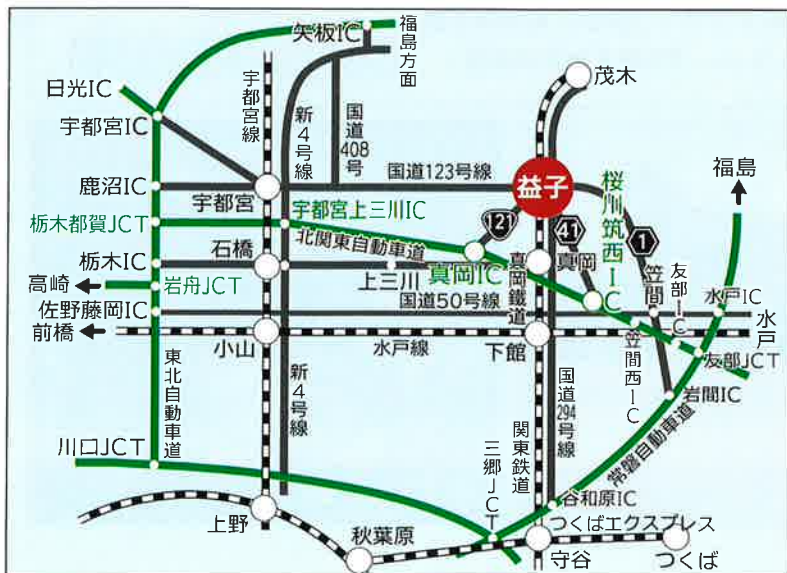 矢板IC
福島方面
茂木
日光IC
宇都宮線
新4号線
国道408号
宇都宮IC
福島
国道123号線
益子
桜川筑西IC
鹿沼IC
宇都宮
宇都宮上三川IC
121
41
1
栃木都賀JCT
北関東自動車道
石橋
栃木IC
上三川
真岡IC
真岡鐵道
真岡
笠間
友部IC
高崎
岩舟JCT
国道50号線
水戸IC
佐野藤岡IC
水戸
前橋
小山
水戸線
下館
笠間西IC
友部JCT
東北自動車道
新4号線
国道294号線
岩間IC
関東鉄道
常磐自動車道
川口JCT
三郷JCT
谷和原IC
上野
秋葉原
つくばエクスプレス
守谷
つくば